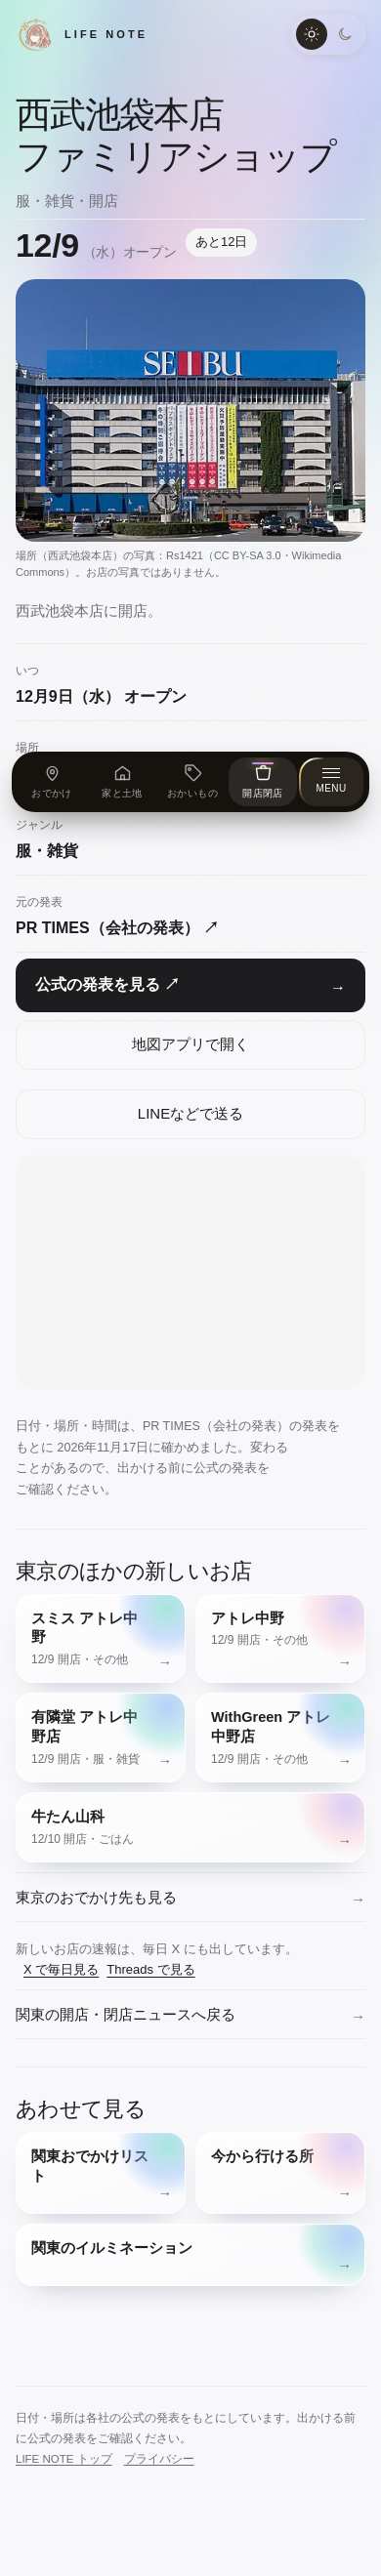 LIFE NOTE
西武池袋本店
ファミリアショップ
服・雑貨・開店
12/9 （水）オープン あと12日
SEIBU
場所（西武池袋本店）の写真：Rs1421（CC BY-SA 3.0・Wikimedia
Commons）。お店の写真ではありません。
西武池袋本店に開店。
いつ
12月9日（水） オープン
場所
おでかけ
家と土地
おかいもの
開店閉店
MENU
ジャンル
服・雑貨
元の発表
PR TIMES（会社の発表） ↗
公式の発表を見る ↗ →
地図アプリで開く
LINEなどで送る
日付・場所・時間は、PR TIMES（会社の発表）の発表を
もとに 2026年11月17日に確かめました。変わる
ことがあるので、出かける前に公式の発表を
ご確認ください。
東京のほかの新しいお店
スミス アトレ中
野
12/9 開店・その他 →
アトレ中野
12/9 開店・その他 →
有隣堂 アトレ中
野店
12/9 開店・服・雑貨 →
WithGreen アトレ
中野店
12/9 開店・その他 →
牛たん山科
12/10 開店・ごはん →
東京のおでかけ先も見る →
新しいお店の速報は、毎日 X にも出しています。
X で毎日見る Threads で見る
関東の開店・閉店ニュースへ戻る →
あわせて見る
関東おでかけリス
ト →
今から行ける所 →
関東のイルミネーション →
日付・場所は各社の公式の発表をもとにしています。出かける前
に公式の発表をご確認ください。
LIFE NOTE トップ プライバシー